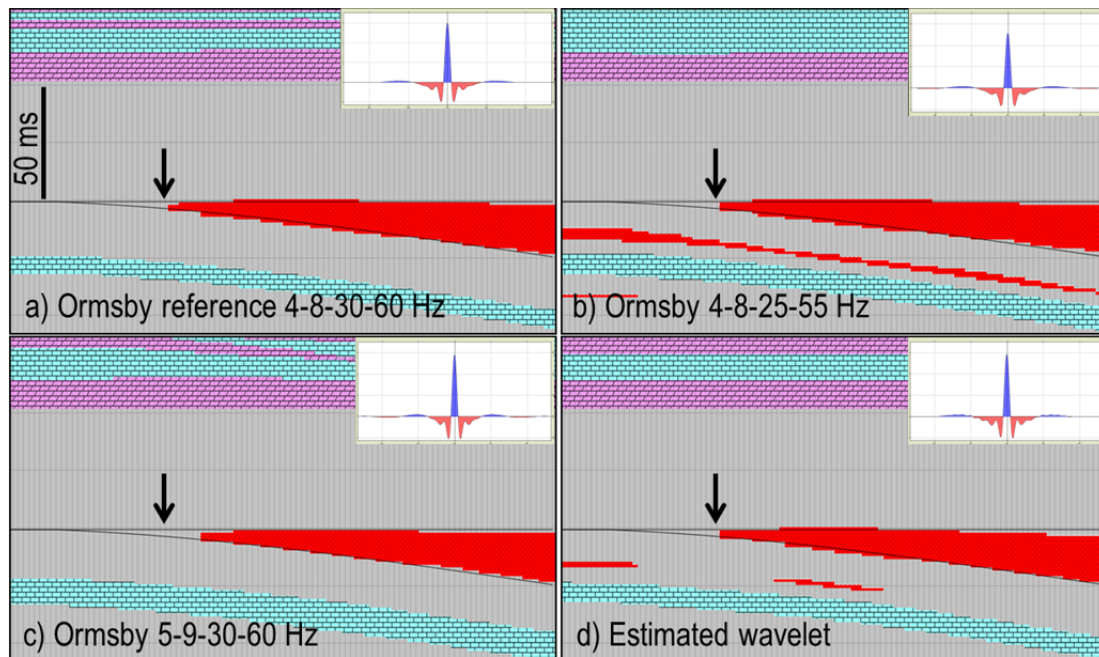 50 ms
a) Ormsby reference 4-8-30-60 Hz
b) Ormsby 4-8-25-55 Hz
c) Ormsby 5-9-30-60 Hz
d) Estimated wavelet